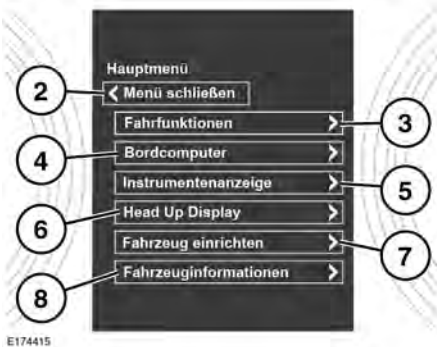 Hauptmenü
2
Menü schließen
Fahrfunktionen
3
4
Bordcomputer
Instrumentenanzeige
5
6
Head Up Display
Fahrzeug einrichten
7
8
Fahrzeuginformationen
E174415